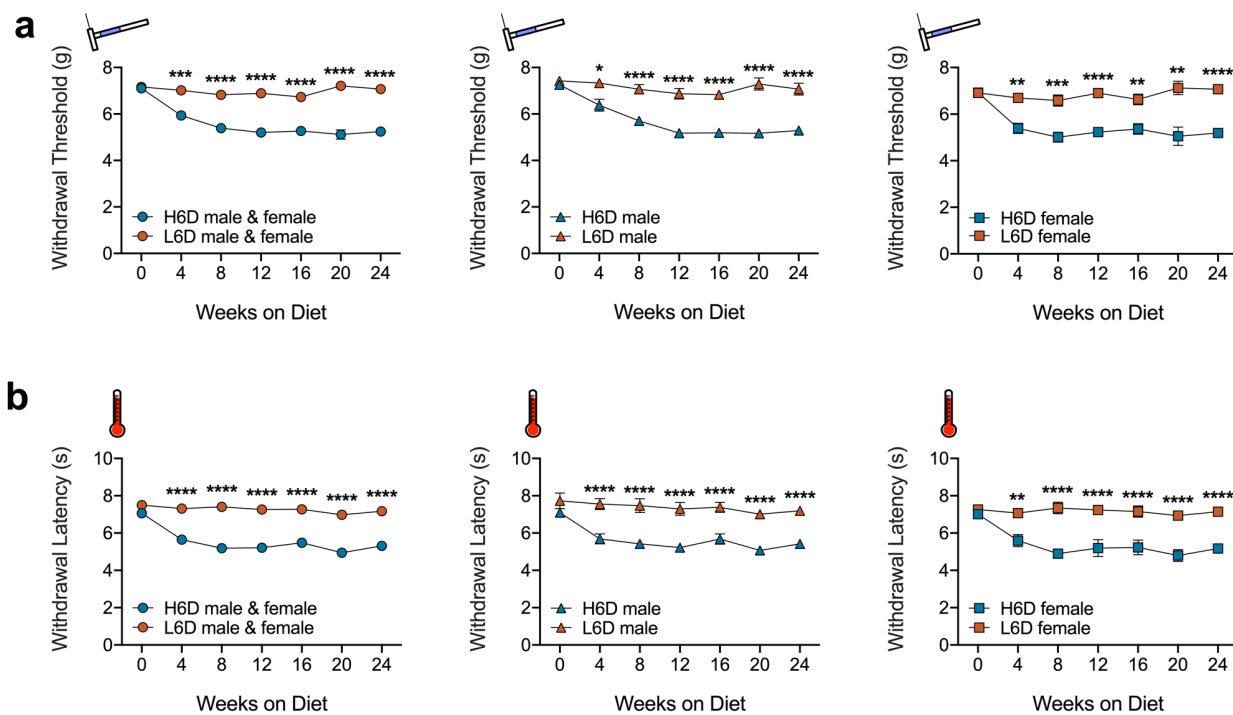 a
Withdrawal Threshold (g)
8
6
4
2
0
*** **** **** **** **** ****
H6D male & female
L6D male & female
0 4 8 12 16 20 24
Weeks on Diet
Withdrawal Threshold (g)
8
6
4
2
0
* **** **** **** **** ****
H6D male
L6D male
0 4 8 12 16 20 24
Weeks on Diet
Withdrawal Threshold (g)
8
6
4
2
0
** *** **** ** ** ****
H6D female
L6D female
0 4 8 12 16 20 24
Weeks on Diet
b
Withdrawal Latency (s)
10
8
6
4
2
0
**** **** **** **** **** ****
H6D male & female
L6D male & female
0 4 8 12 16 20 24
Weeks on Diet
Withdrawal Latency (s)
10
8
6
4
2
0
**** **** **** **** **** ****
H6D male
L6D male
0 4 8 12 16 20 24
Weeks on Diet
Withdrawal Latency (s)
10
8
6
4
2
0
** **** **** **** **** ****
H6D female
L6D female
0 4 8 12 16 20 24
Weeks on Diet